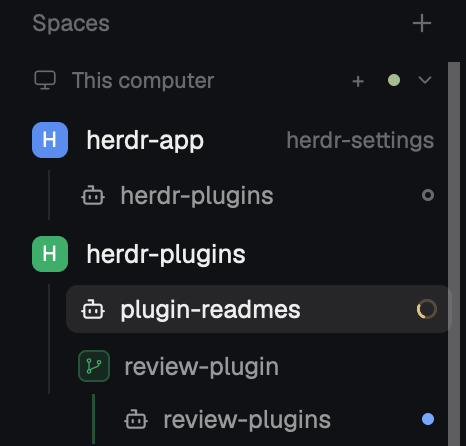 Spaces +
This computer +
H herdr-app herdr-settings
herdr-plugins
H herdr-plugins
plugin-readmes
review-plugin
review-plugins